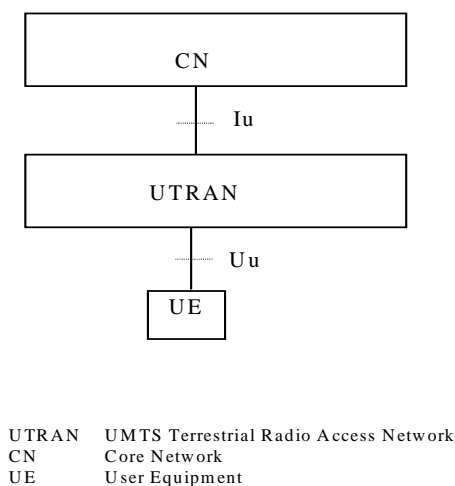 CN
Iu
UTRAN
Uu
UE
UTRAN UMTS Terrestrial Radio Access Network
CN Core Network
UE User Equipment